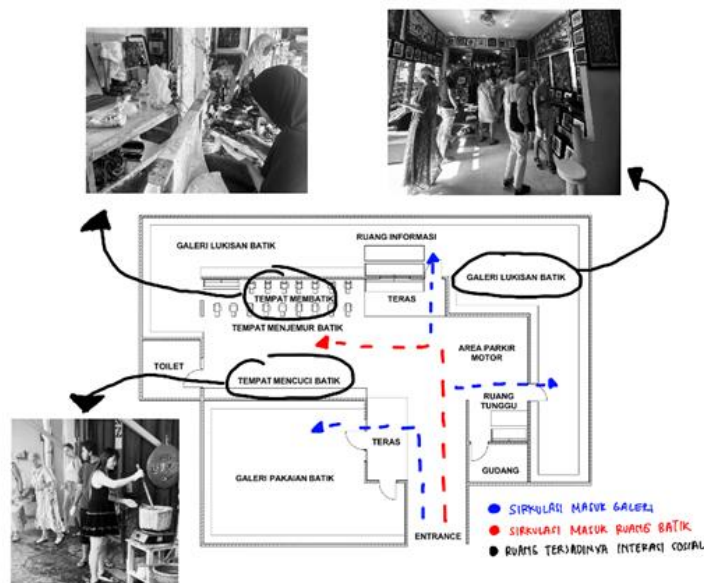 GALERI LUKISAN BATIK
RUANG INFORMASI
GALERI LUKISAN BATIK
TEMPAT MEMBATIK
TERAS
TEMPAT MENJEMUR BATIK
AREA PARKIR
MOTOR
TOILET
TEMPAT MENCUCI BATIK
RUANG
TUNGGU
TERAS
GUDANG
GALERI PAKAIAN BATIK
ENTRANCE
SIRKULASI MASUK GALERI
SIRKULASI MASUK RUANG BATIK
RUANG TERJADINYA INTERASI SOSIAL